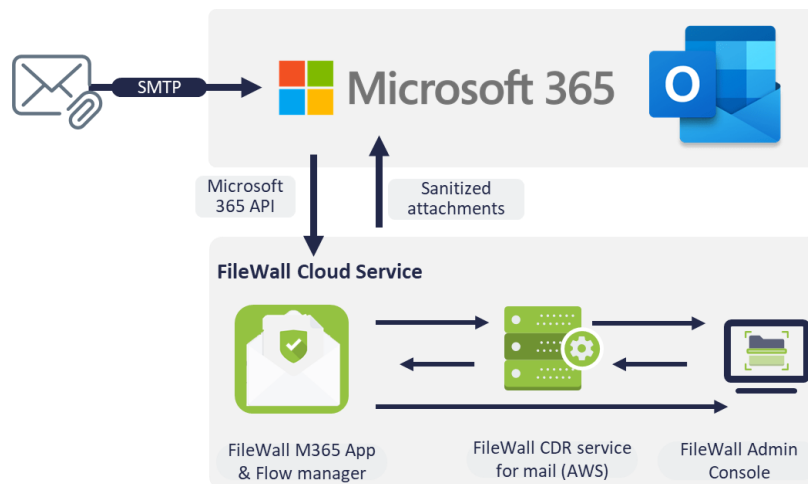 SMTP
Microsoft 365
O
Microsoft
365 API
Sanitized
attachments
FileWall Cloud Service
FileWall M365 App
& Flow manager
FileWall CDR service
for mail (AWS)
FileWall Admin
Console